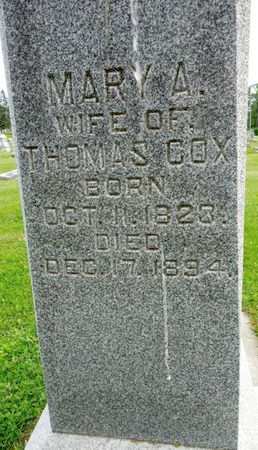 MARY A.
WIFE OF
THOMAS COX
BORN
OCT. 11. 1823.
DIED
DEC. 17. 1894.